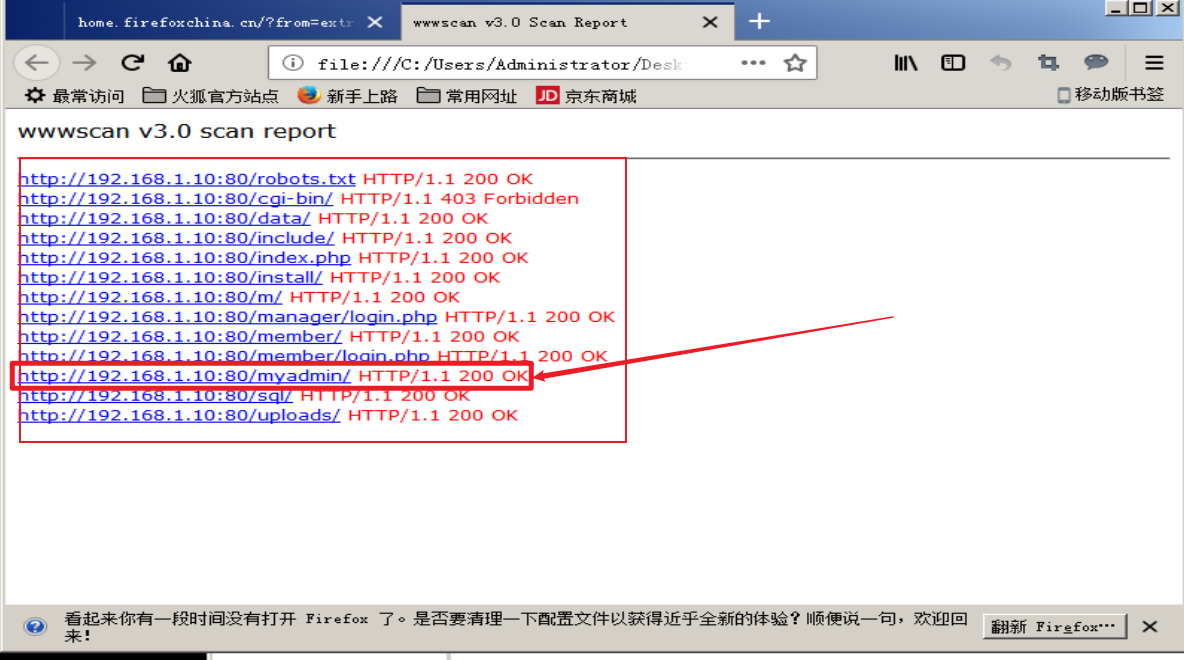 home.firefoxchina.cn/?from=extr
wwwscan v3.0 Scan Report
file:///C:/Users/Administrator/Desk
最常访问 火狐官方站点 新手上路 常用网址 JD 京东商城 移动版书签
wwwscan v3.0 scan report
http://192.168.1.10:80/robots.txt HTTP/1.1 200 OK
http://192.168.1.10:80/cgi-bin/ HTTP/1.1 403 Forbidden
http://192.168.1.10:80/data/ HTTP/1.1 200 OK
http://192.168.1.10:80/include/ HTTP/1.1 200 OK
http://192.168.1.10:80/index.php HTTP/1.1 200 OK
http://192.168.1.10:80/install/ HTTP/1.1 200 OK
http://192.168.1.10:80/m/ HTTP/1.1 200 OK
http://192.168.1.10:80/manager/login.php HTTP/1.1 200 OK
http://192.168.1.10:80/member/ HTTP/1.1 200 OK
http://192.168.1.10:80/member/login.php HTTP/1.1 200 OK
http://192.168.1.10:80/myadmin/ HTTP/1.1 200 OK
http://192.168.1.10:80/sql/ HTTP/1.1 200 OK
http://192.168.1.10:80/uploads/ HTTP/1.1 200 OK
看起来你有一段时间没有打开 Firefox 了。是否要清理一下配置文件以获得近乎全新的体验？顺便说一句，欢迎回
来！
翻新 Firefox…